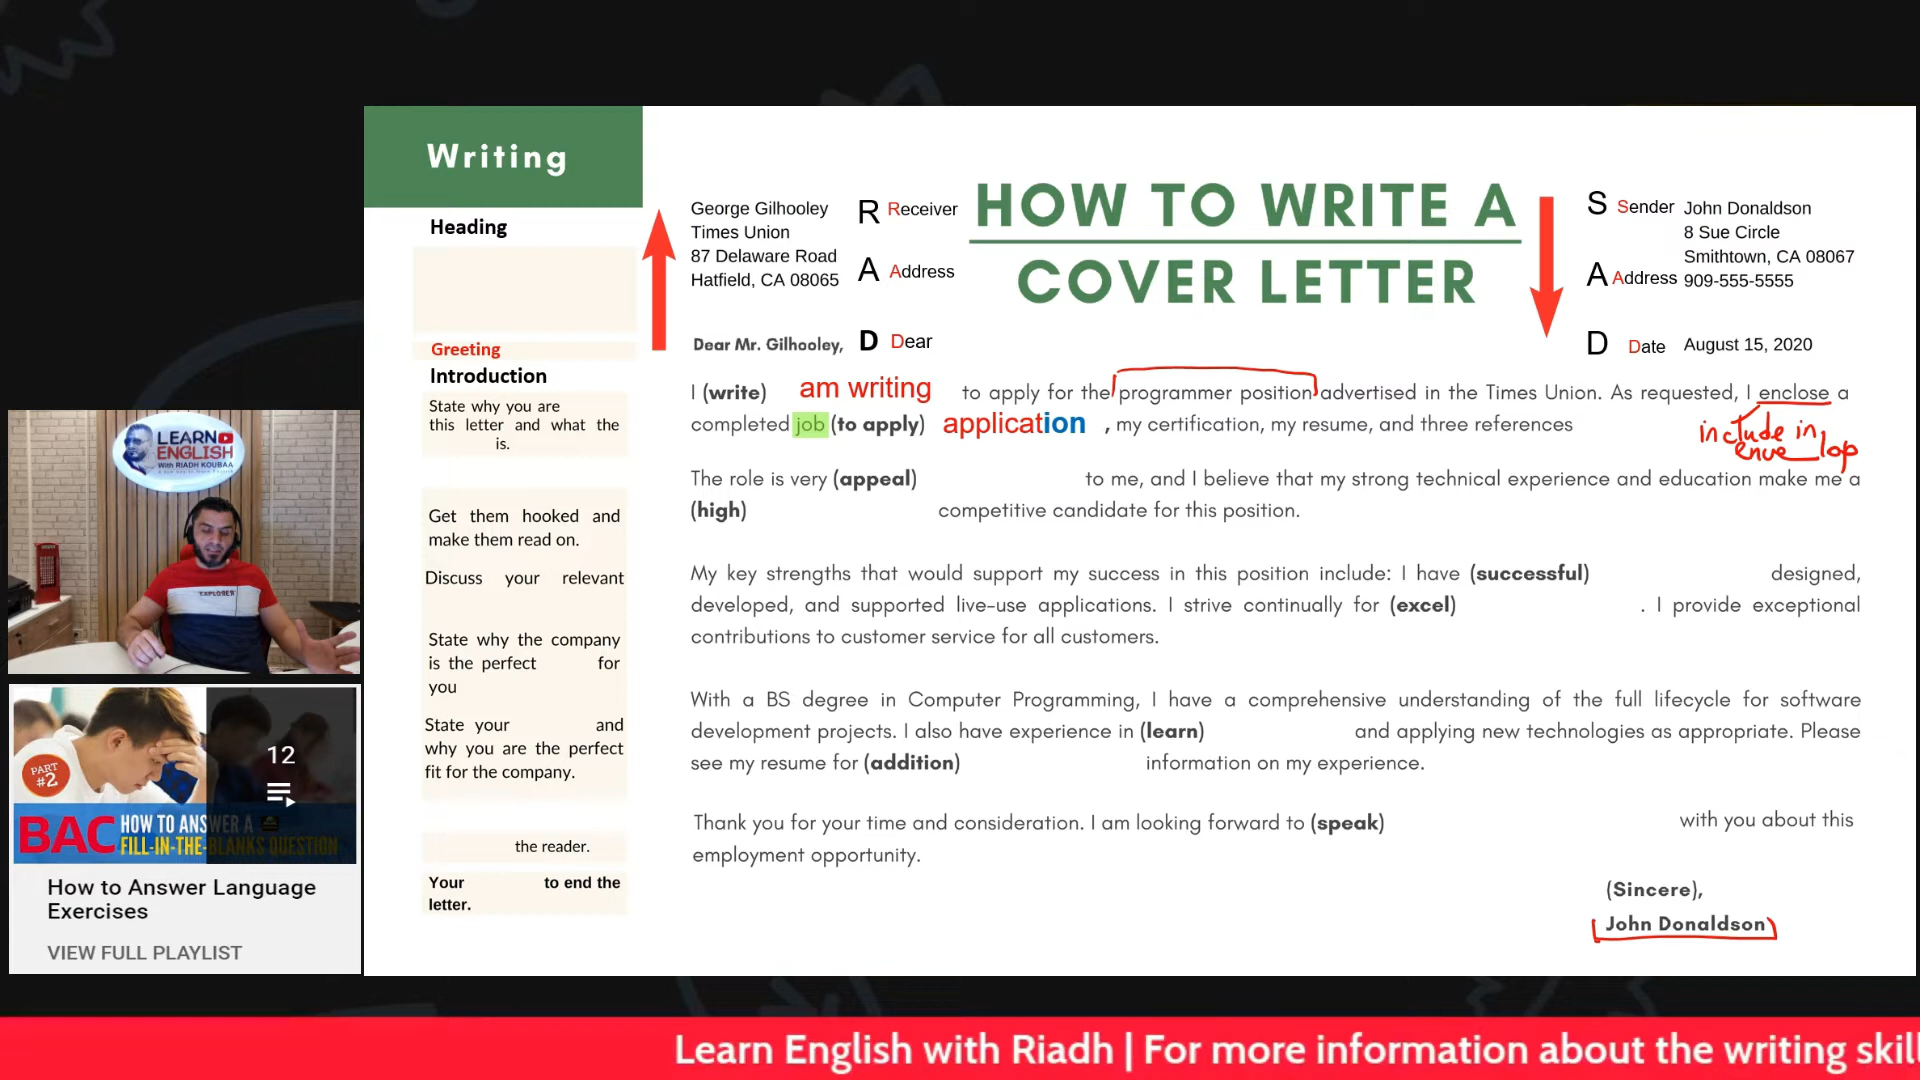 Writing
HOW TO WRITE A
COVER LETTER
Heading
Greeting
Introduction
State why you are
this letter and what the
is.
Get them hooked and
make them read on.
Discuss your relevant
State why the company
is the perfect for
you
State your and
why you are the perfect
fit for the company.
the reader.
Your to end the
letter.
George Gilhooley
Times Union
87 Delaware Road
Hatfield, CA 08065
R Receiver
A Address
Dear Mr. Gilhooley, D Dear
S Sender John Donaldson
8 Sue Circle
Smithtown, CA 08067
A Address 909-555-5555
D Date August 15, 2020
I (write) am writing to apply for the programmer position advertised in the Times Union. As requested, I enclose a
completed job (to apply) application , my certification, my resume, and three references
include in
enve lop
The role is very (appeal) to me, and I believe that my strong technical experience and education make me a
(high) competitive candidate for this position.
My key strengths that would support my success in this position include: I have (successful) designed,
developed, and supported live-use applications. I strive continually for (excel) . I provide exceptional
contributions to customer service for all customers.
With a BS degree in Computer Programming, I have a comprehensive understanding of the full lifecycle for software
development projects. I also have experience in (learn) and applying new technologies as appropriate. Please
see my resume for (addition) information on my experience.
Thank you for your time and consideration. I am looking forward to (speak) with you about this
employment opportunity.
(Sincere),
John Donaldson
LEARN
ENGLISH
With RIADH KOUBAA
EXPLORER
PART
#2
12
BAC HOW TO ANSWER A
FILL-IN-THE-BLANKS QUESTION
How to Answer Language
Exercises
VIEW FULL PLAYLIST
Learn English with Riadh | For more information about the writing skill